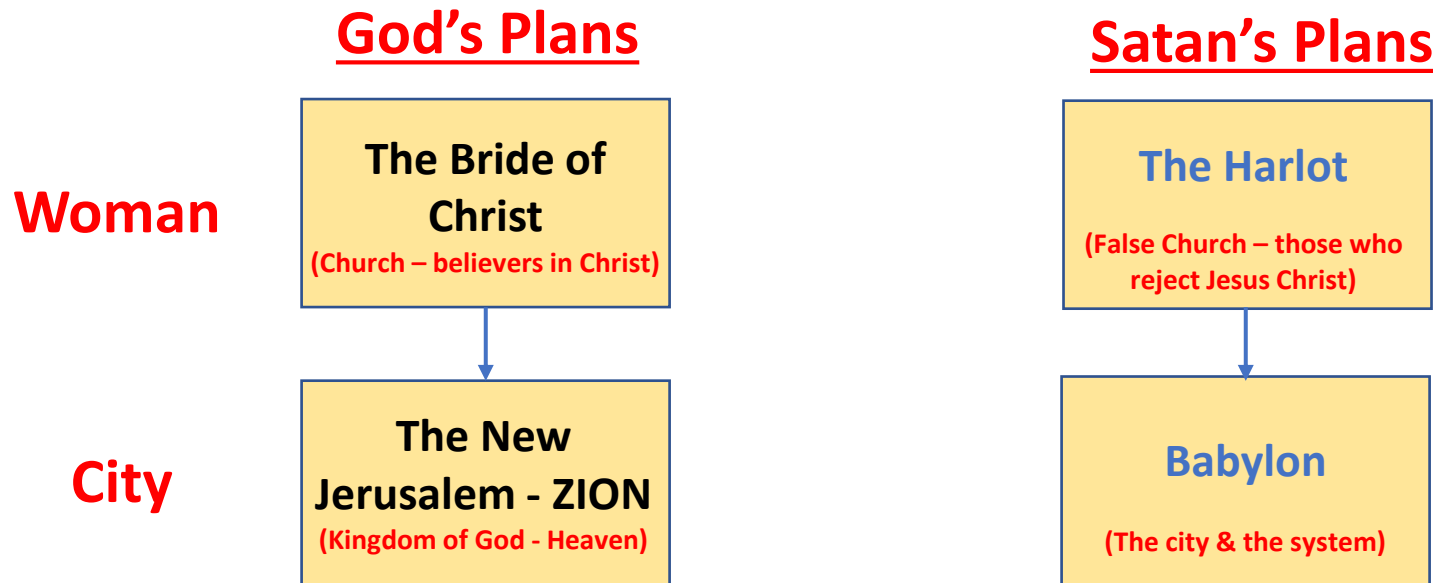 God’s Plans
Satan’s Plans
Woman
The Bride of
Christ
(Church – believers in Christ)
The Harlot
(False Church – those who
reject Jesus Christ)
City
The New
Jerusalem - ZION
(Kingdom of God - Heaven)
Babylon
(The city & the system)